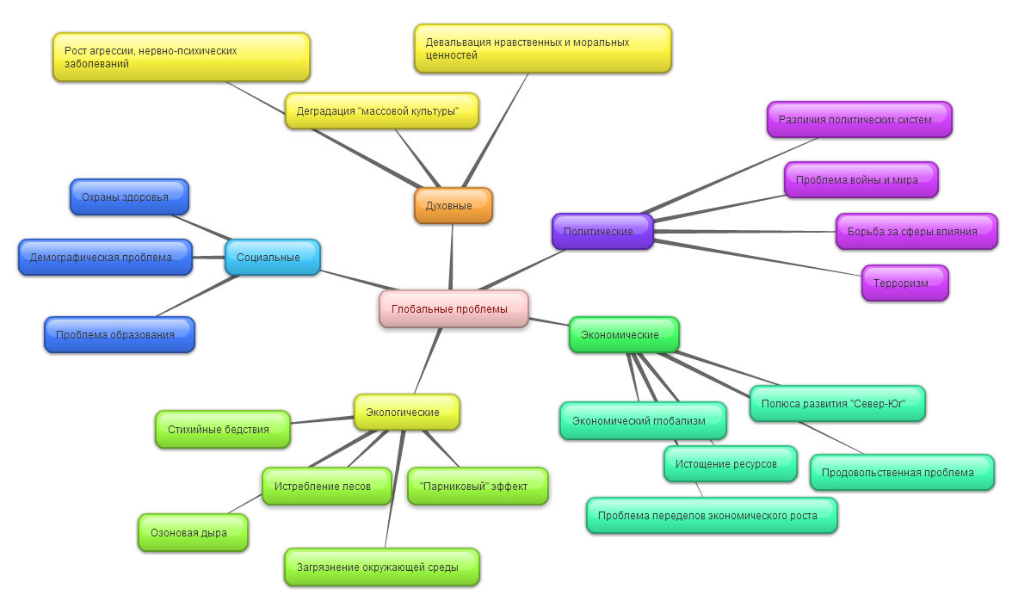 Рост агрессии, нервно-психических
заболеваний
Девальвация нравственных и моральных
ценностей
Деградация "массовой культуры"
Духовные
Различия политических систем
Проблема войны и мира
Политические
Борьба за сферы влияния
Терроризм
Охраны здоровья
Демографическая проблема
Социальные
Проблема образования
Глобальные проблемы
Экономические
Полюса развития "Север-Юг"
Экономический глобализм
Истощение ресурсов
Продовольственная проблема
Проблема переделов экономического роста
Экологические
Стихийные бедствия
Истребление лесов
"Парниковый" эффект
Озоновая дыра
Загрязнение окружающей среды